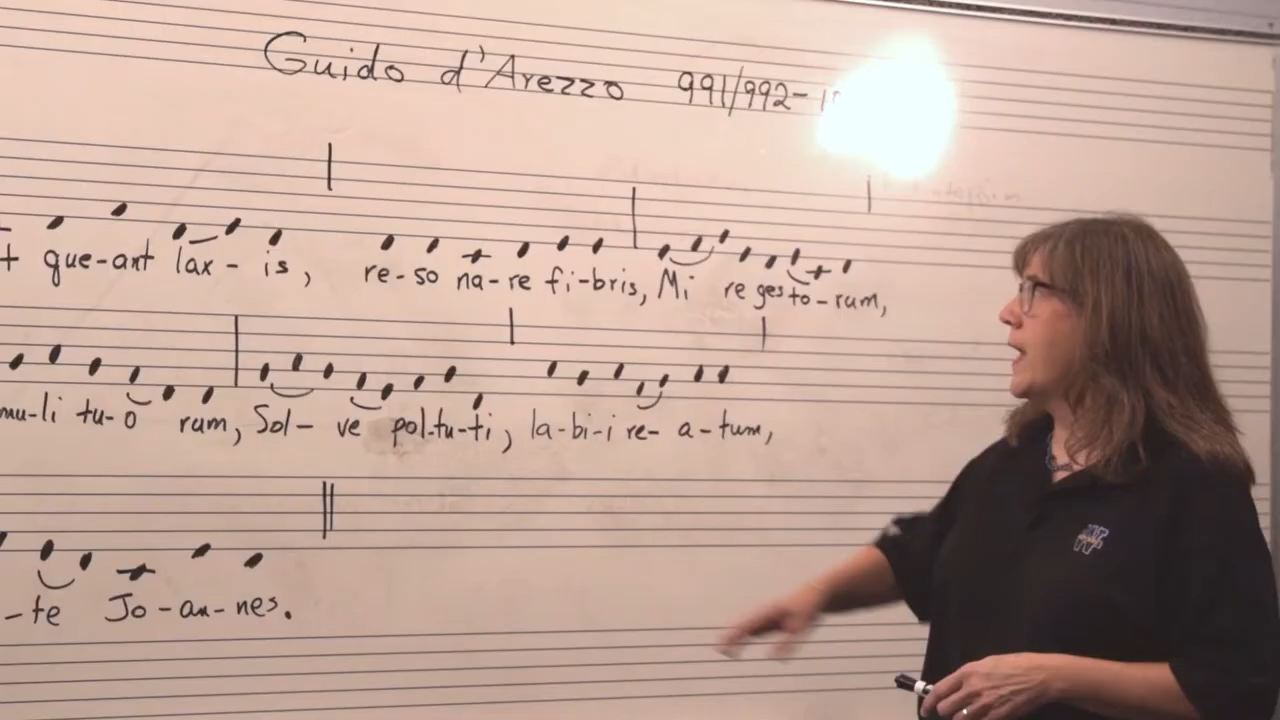 Guido d'Arezzo 991/992-
que-ant lax-is, re-so na-re fi-bris, Mi re ges to-rum,
mu-li tu-o rum, Sol- ve pol-tu-ti, la-bi-i re- a-tum,
-te Jo-an-nes.